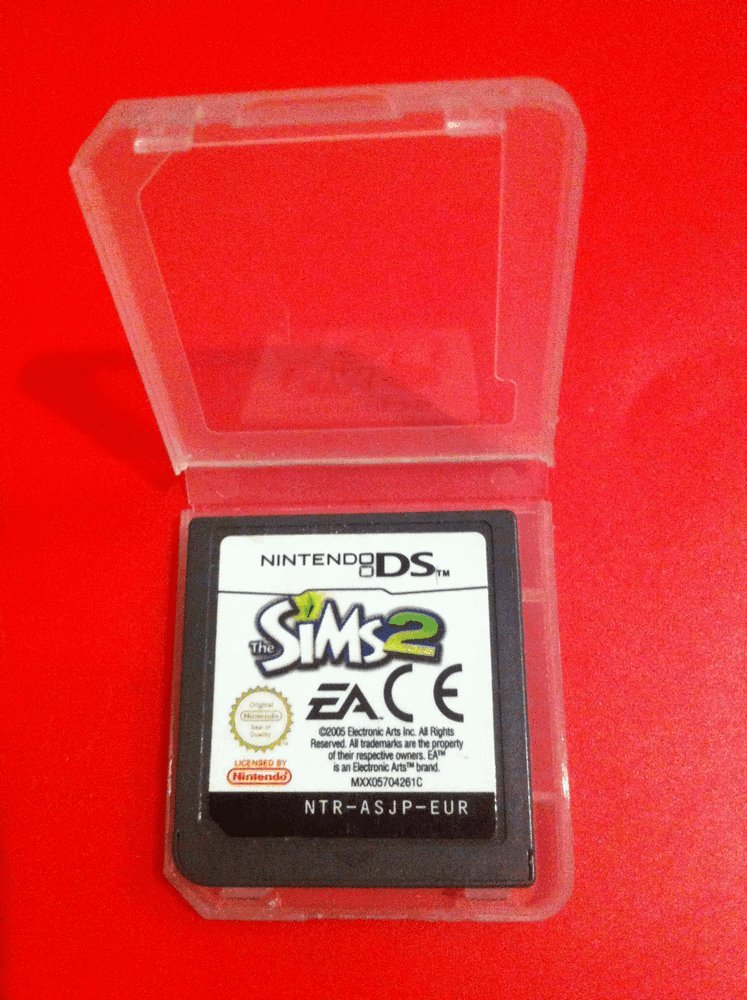 NINTENDO DS™
The SiMs 2
EA™ CE
Original
Nintendo
Seal of
Quality
™
©2005 Electronic Arts Inc. All Rights
Reserved. All trademarks are the property
of their respective owners. EA™
is an Electronic Arts™ brand.
MXX05704261C
LICENSED BY
Nintendo
NTR-ASJP-EUR